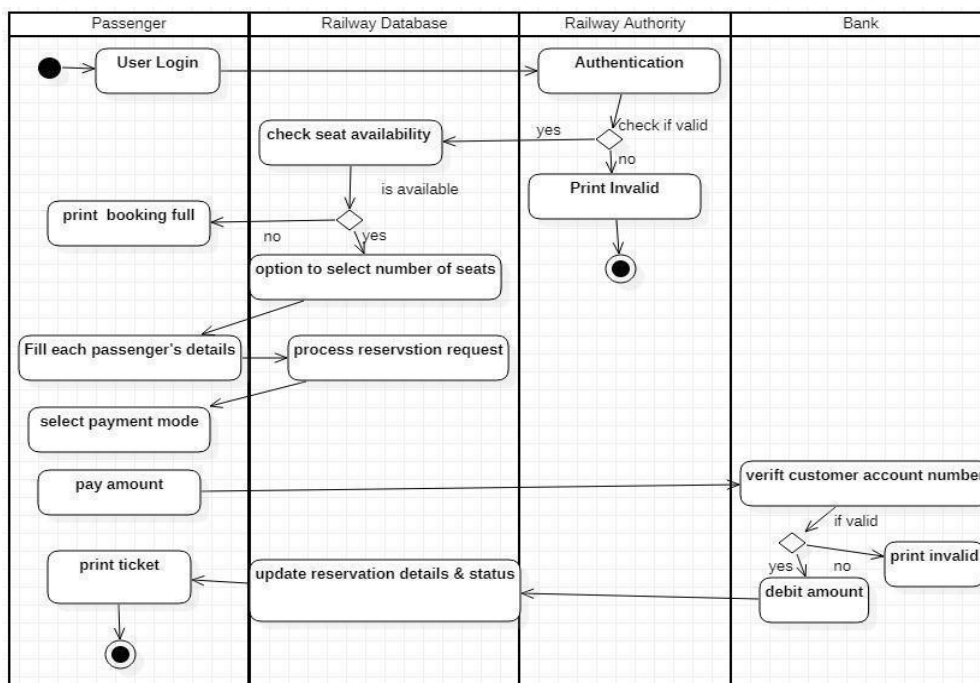 Passenger
Railway Database
Railway Authority
Bank
User Login
Authentication
check if valid
yes
check seat availability
no
Print Invalid
is available
print booking full
no
yes
option to select number of seats
Fill each passenger's details
process reservstion request
select payment mode
pay amount
verift customer account number
if valid
print invalid
yes
no
print ticket
update reservation details & status
debit amount